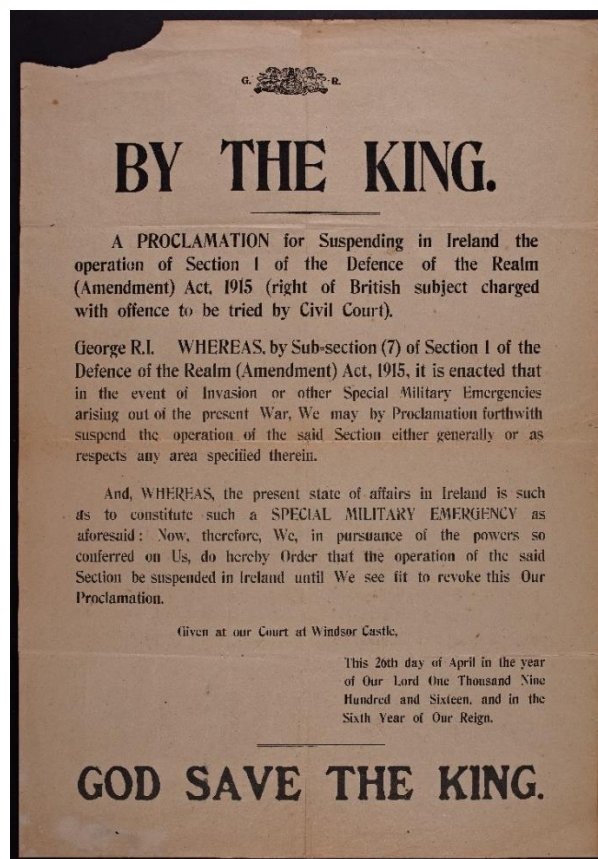 G. R.
BY THE KING.
A PROCLAMATION for Suspending in Ireland the
operation of Section 1 of the Defence of the Realm
(Amendment) Act, 1915 (right of British subject charged
with offence to be tried by Civil Court).
George R.I. WHEREAS, by Sub-section (7) of Section 1 of the
Defence of the Realm (Amendment) Act, 1915, it is enacted that
in the event of Invasion or other Special Military Emergencies
arising out of the present War, We may by Proclamation forthwith
suspend the operation of the said Section either generally or as
respects any area specified therein.
And, WHEREAS, the present state of affairs in Ireland is such
as to constitute such a SPECIAL MILITARY EMERGENCY as
aforesaid: Now, therefore, We, in pursuance of the powers so
conferred on Us, do hereby Order that the operation of the said
Section be suspended in Ireland until We see fit to revoke this Our
Proclamation.
Given at our Court at Windsor Castle,
This 26th day of April in the year
of Our Lord One Thousand Nine
Hundred and Sixteen, and in the
Sixth Year of Our Reign.
GOD SAVE THE KING.